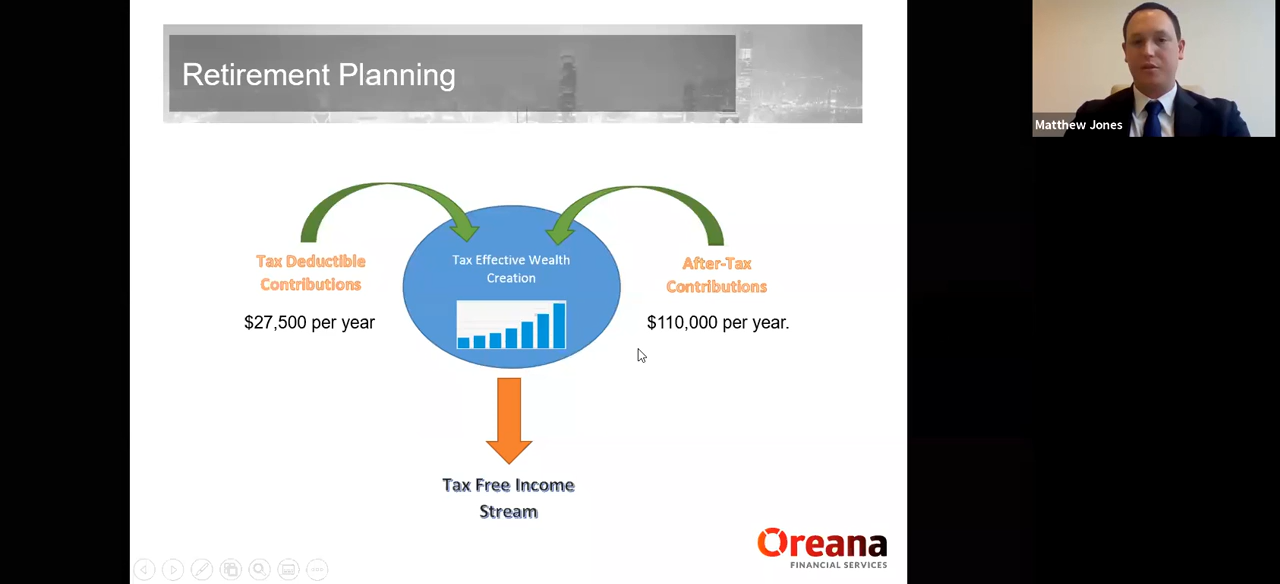 Retirement Planning
Matthew Jones
Tax Deductible
Contributions
$27,500 per year
Tax Effective Wealth
Creation
After-Tax
Contributions
$110,000 per year.
Tax Free Income
Stream
Oreana
FINANCIAL SERVICES